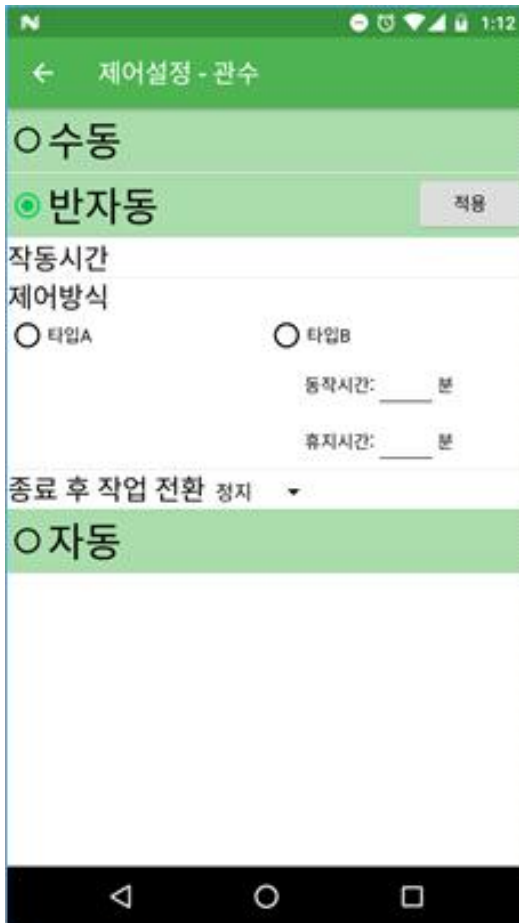 1:12
제어설정 - 관수
수동
반자동 적용
작동시간
제어방식
타입A 타입B
동작시간: ____ 분
휴지시간: ____ 분
종료 후 작업 전환 정지
자동